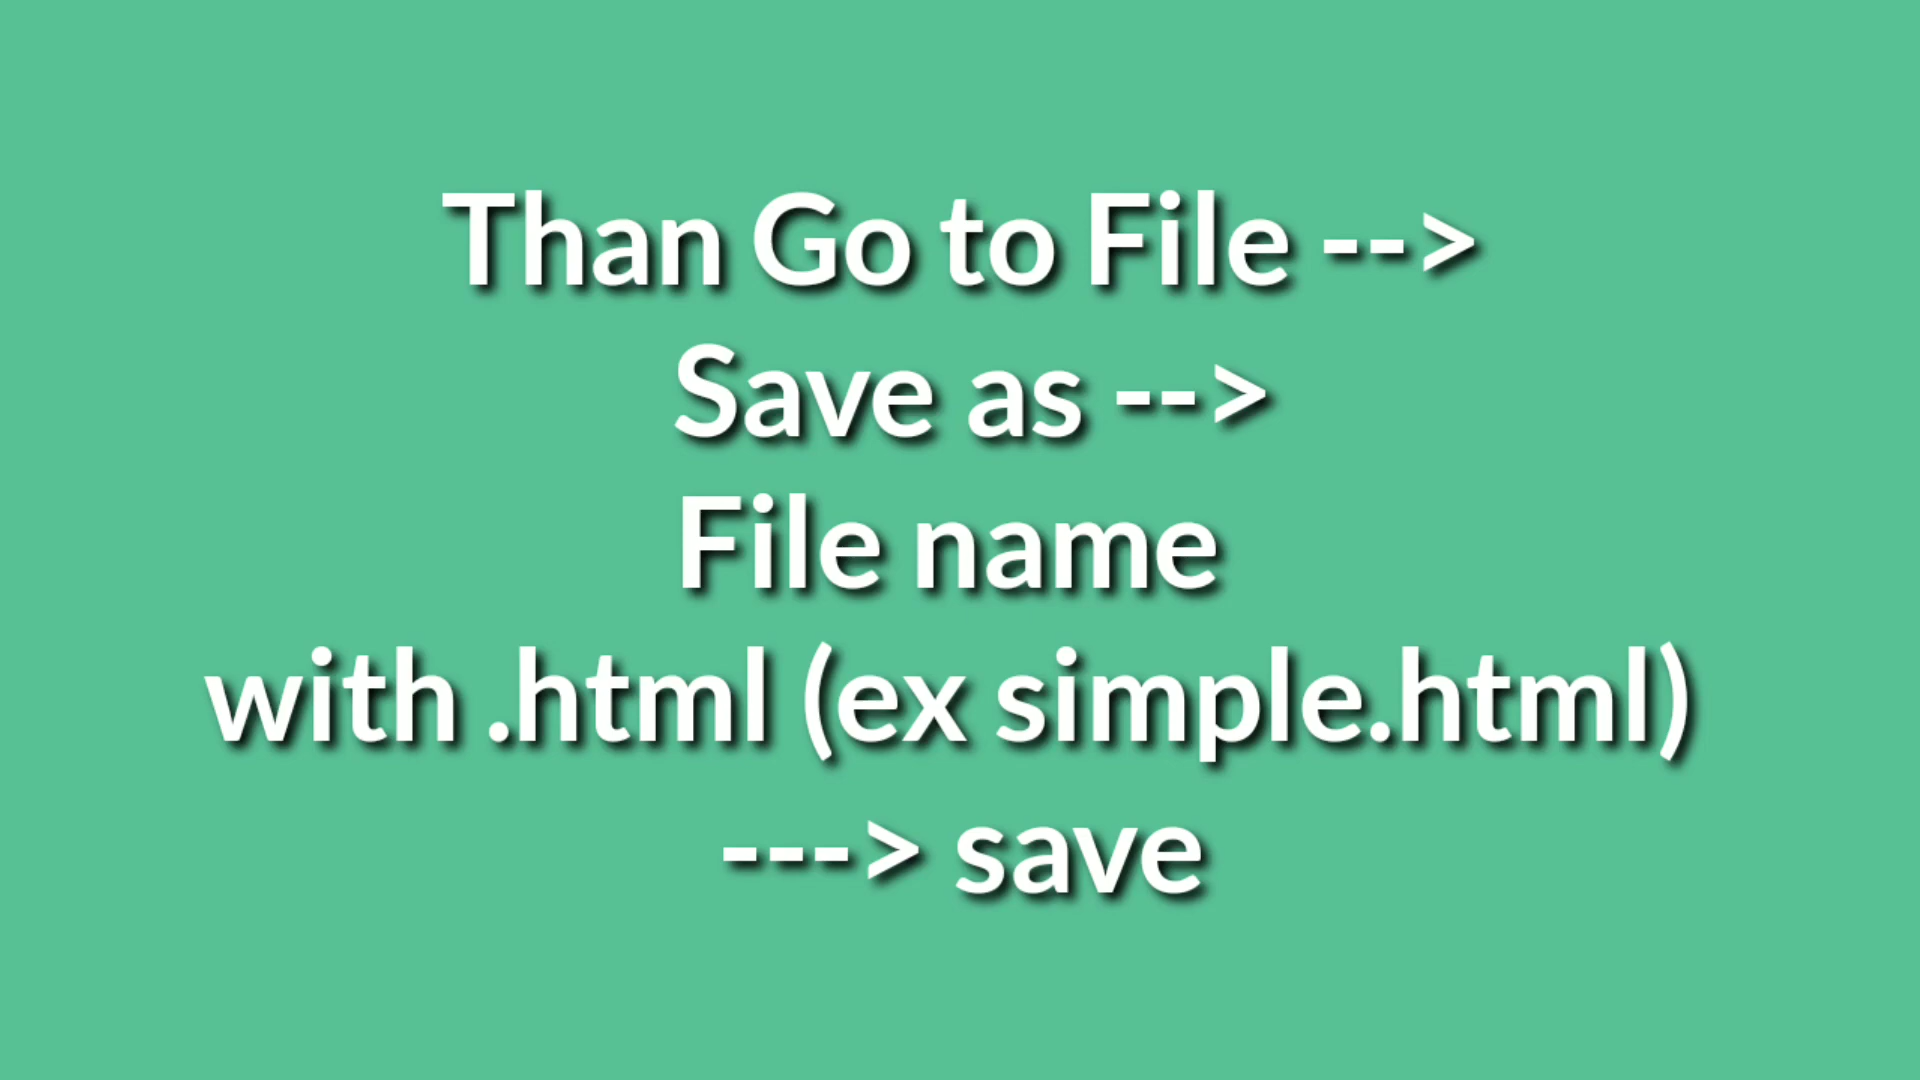 Than Go to File -->
Save as -->
File name
with .html (ex simple.html)
---> save